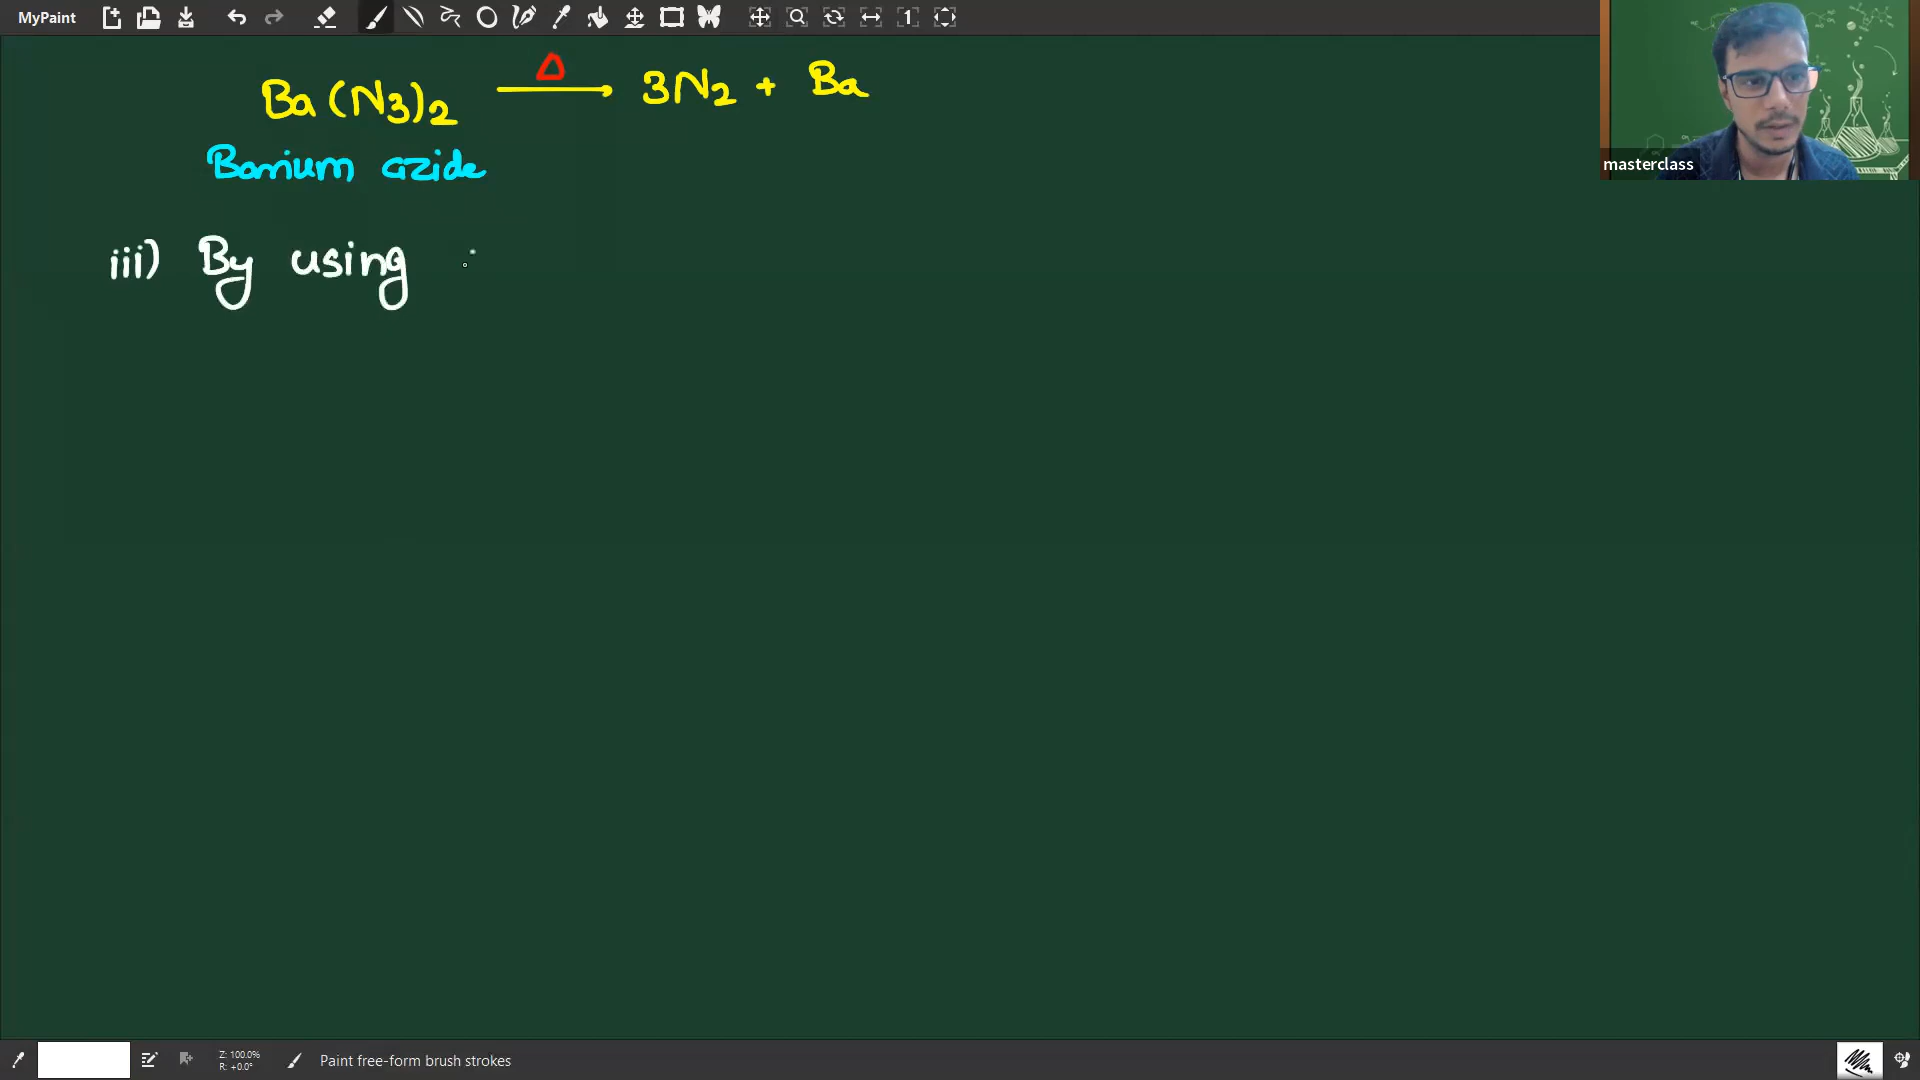 MyPaint
Ba(N3)2 —Δ→ 3N2 + Ba
Barium azide
masterclass
iii) By using
Z: 100.0%
R: +0.0°
Paint free-form brush strokes